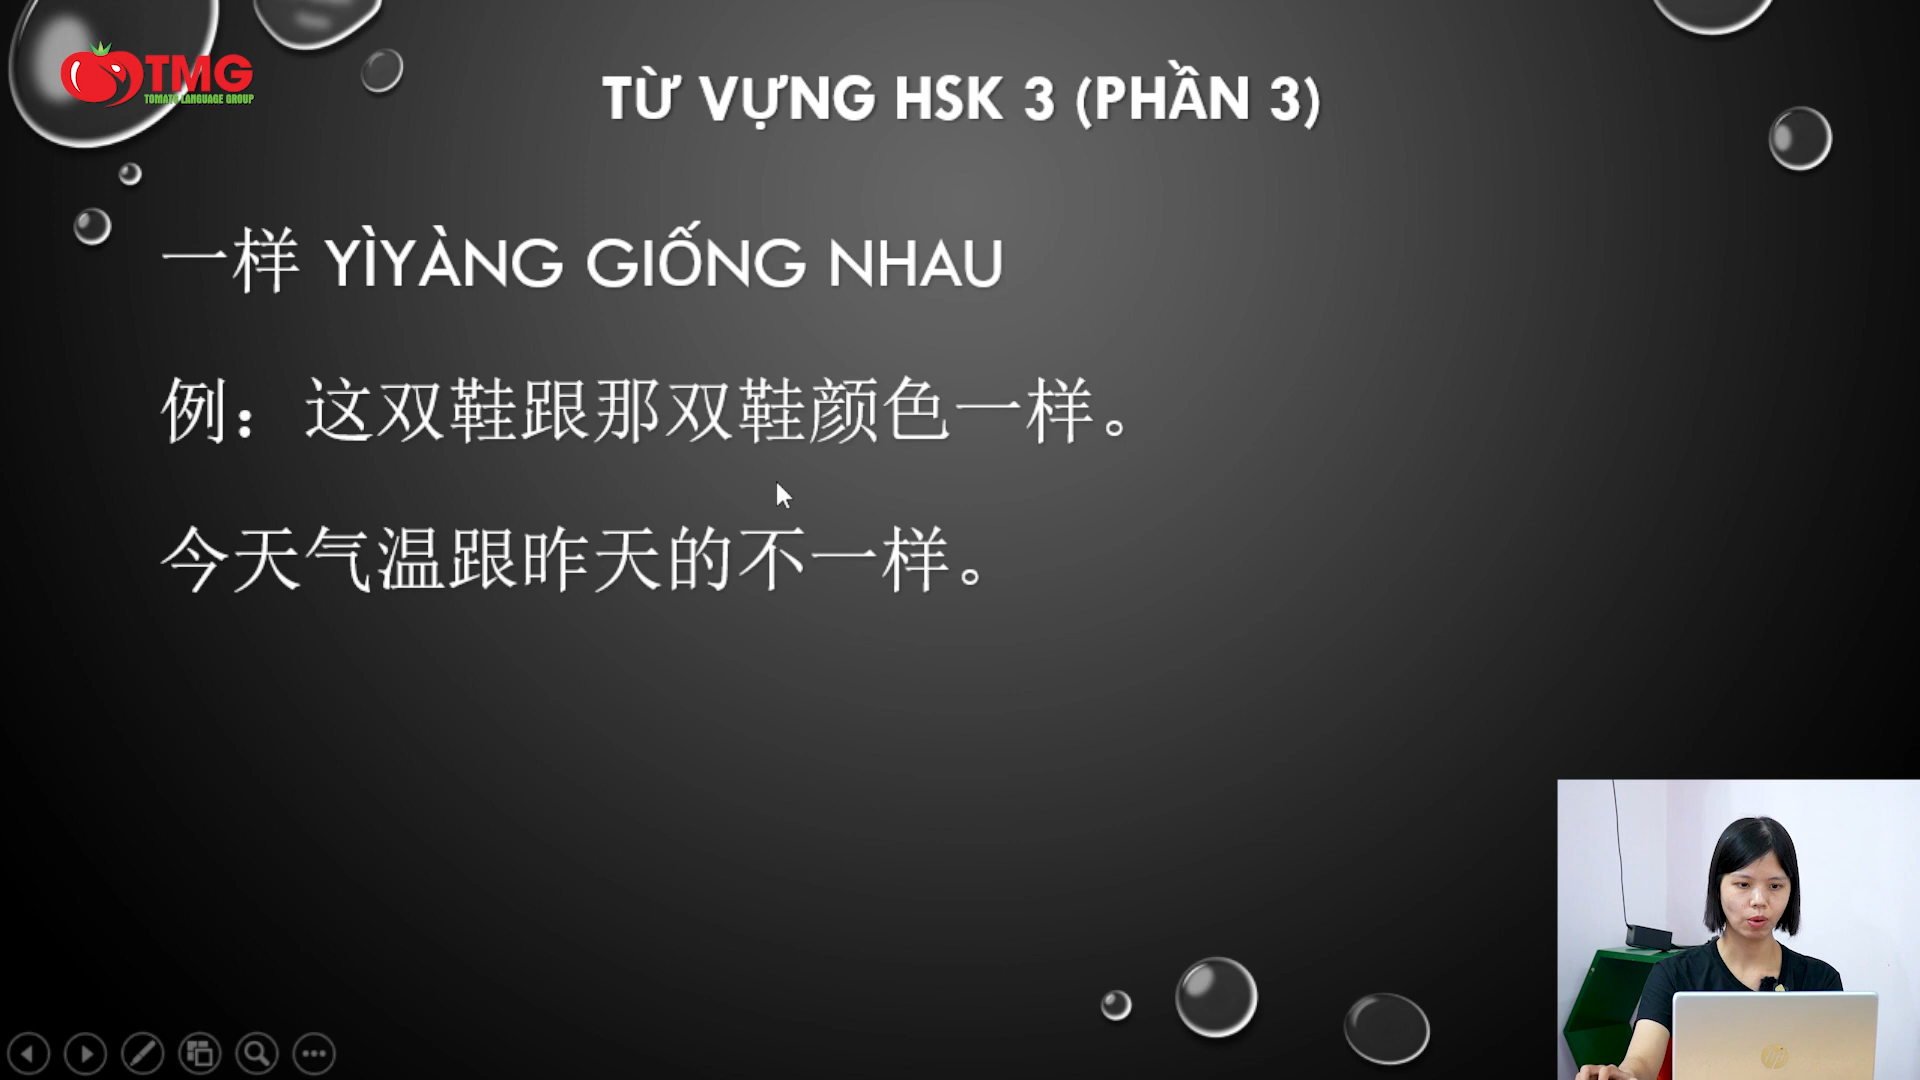 TMG
TOMATO LANGUAGE GROUP
TỪ VỰNG HSK 3 (PHẦN 3)
一样 YÌYÀNG GIỐNG NHAU
例：这双鞋跟那双鞋颜色一样。
今天气温跟昨天的不一样。
hp